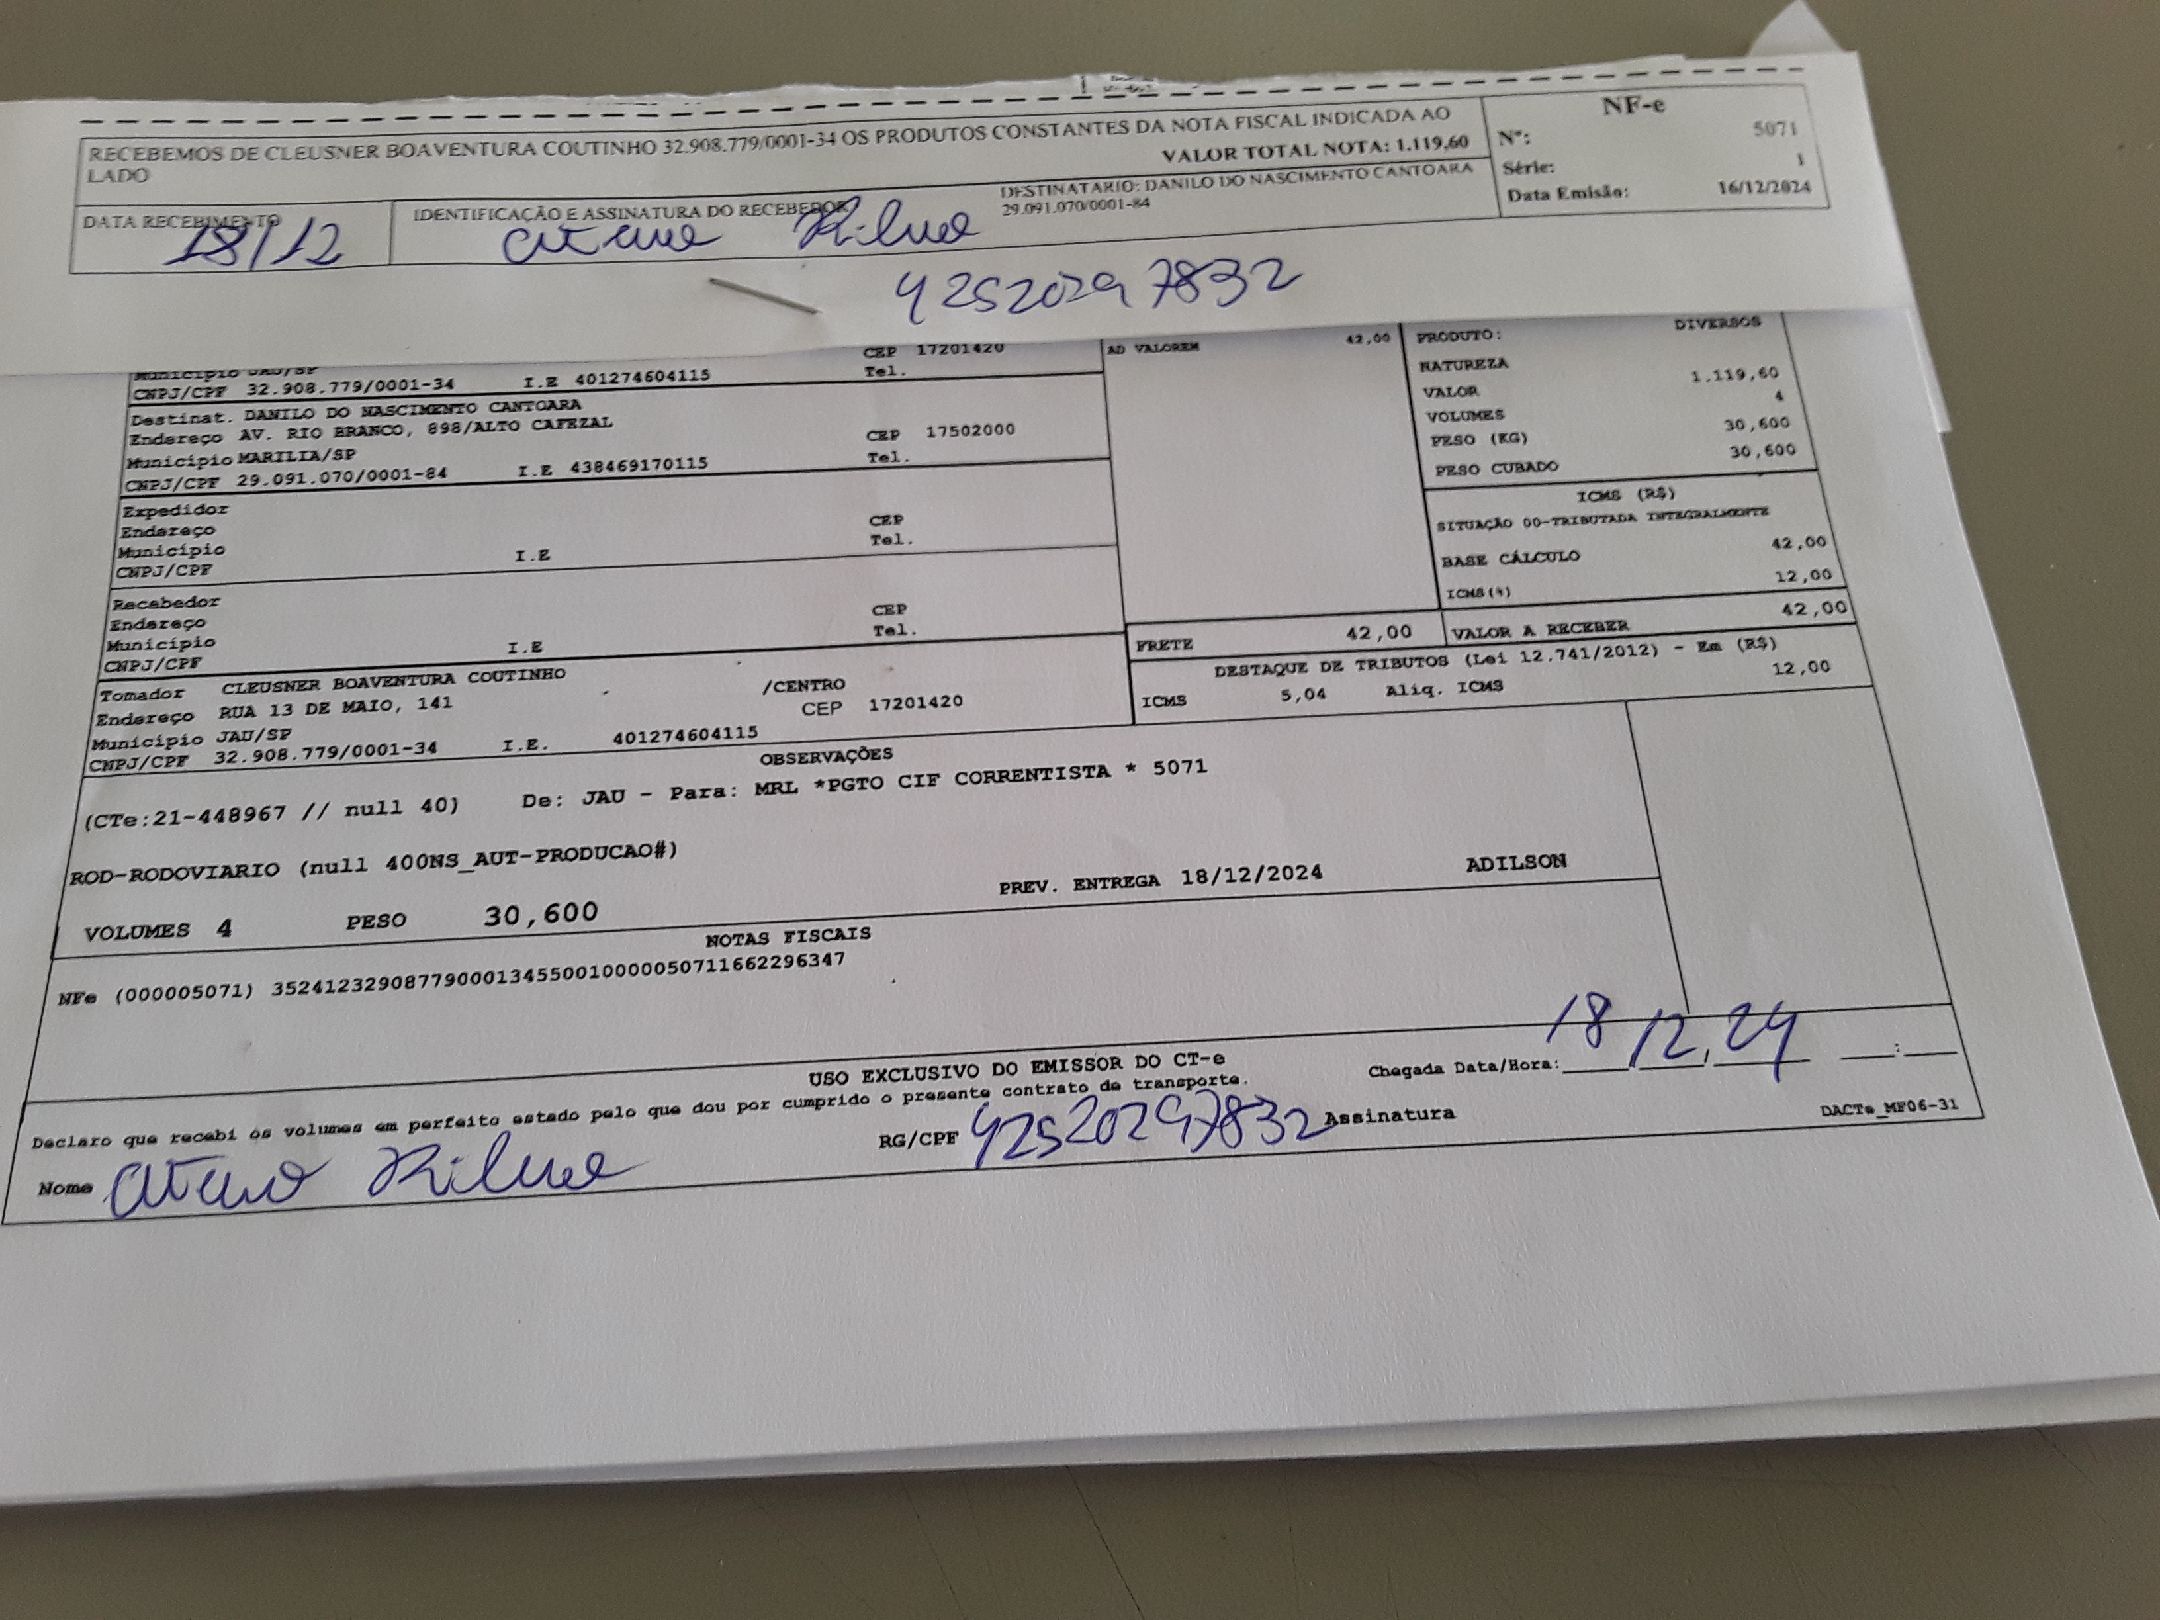 RECEBEMOS DE CLEUSNER BOAVENTURA COUTINHO 32.908.779/0001-34 OS PRODUTOS CONSTANTES DA NOTA FISCAL INDICADA AO
LADO
VALOR TOTAL NOTA: 1.119,60
DESTINATARIO: DANILO DO NASCIMENTO CANTOARA
29.091.070/0001-84
NF-e
Nº: 5071
Série: 1
Data Emissão: 16/12/2024
DATA RECEBIMENTO
18/12
IDENTIFICAÇÃO E ASSINATURA DO RECEBEDOR
42520297832
Município JAU/SP CEP 17201420
CNPJ/CPF 32.908.779/0001-34 I.E 401274604115 Tel.
Destinat. DANILO DO NASCIMENTO CANTOARA
Endereço AV. RIO BRANCO, 898/ALTO CAFEZAL
Município MARILIA/SP CEP 17502000
CNPJ/CPF 29.091.070/0001-84 I.E 438469170115 Tel.
Expedidor
Endereço CEP
Município Tel.
CNPJ/CPF I.E
Recebedor
Endereço CEP
Município Tel.
CNPJ/CPF I.E
Tomador CLEUSNER BOAVENTURA COUTINHO
Endereço RUA 13 DE MAIO, 141 /CENTRO
Município JAU/SP CEP 17201420
CNPJ/CPF 32.908.779/0001-34 I.E. 401274604115
AD VALOREM 42,00
PRODUTO: DIVERSOS
NATUREZA
VALOR 1.119,60
VOLUMES 4
PESO (KG) 30,600
PESO CUBADO 30,600
ICMS (R$)
SITUAÇÃO 00-TRIBUTADA INTEGRALMENTE
BASE CÁLCULO 42,00
ICMS(%) 12,00
FRETE 42,00 VALOR A RECEBER 42,00
DESTAQUE DE TRIBUTOS (Lei 12.741/2012) - Em (R$)
ICMS 5,04 Aliq. ICMS 12,00
OBSERVAÇÕES
(CTe:21-448967 // null 40) De: JAU - Para: MRL *PGTO CIF CORRENTISTA * 5071
ROD-RODOVIARIO (null 400NS_AUT-PRODUCAO#)
VOLUMES 4 PESO 30,600 PREV. ENTREGA 18/12/2024 ADILSON
NOTAS FISCAIS
NFe (000005071) 35241232908779000134550010000050711662296347
USO EXCLUSIVO DO EMISSOR DO CT-e
Declaro que recebi os volumes em perfeito estado pelo que dou por cumprido o presente contrato de transporte.
Chegada Data/Hora: 18/12/24 :
Nome
RG/CPF 42520297832 Assinatura
DACTe_MF06-31